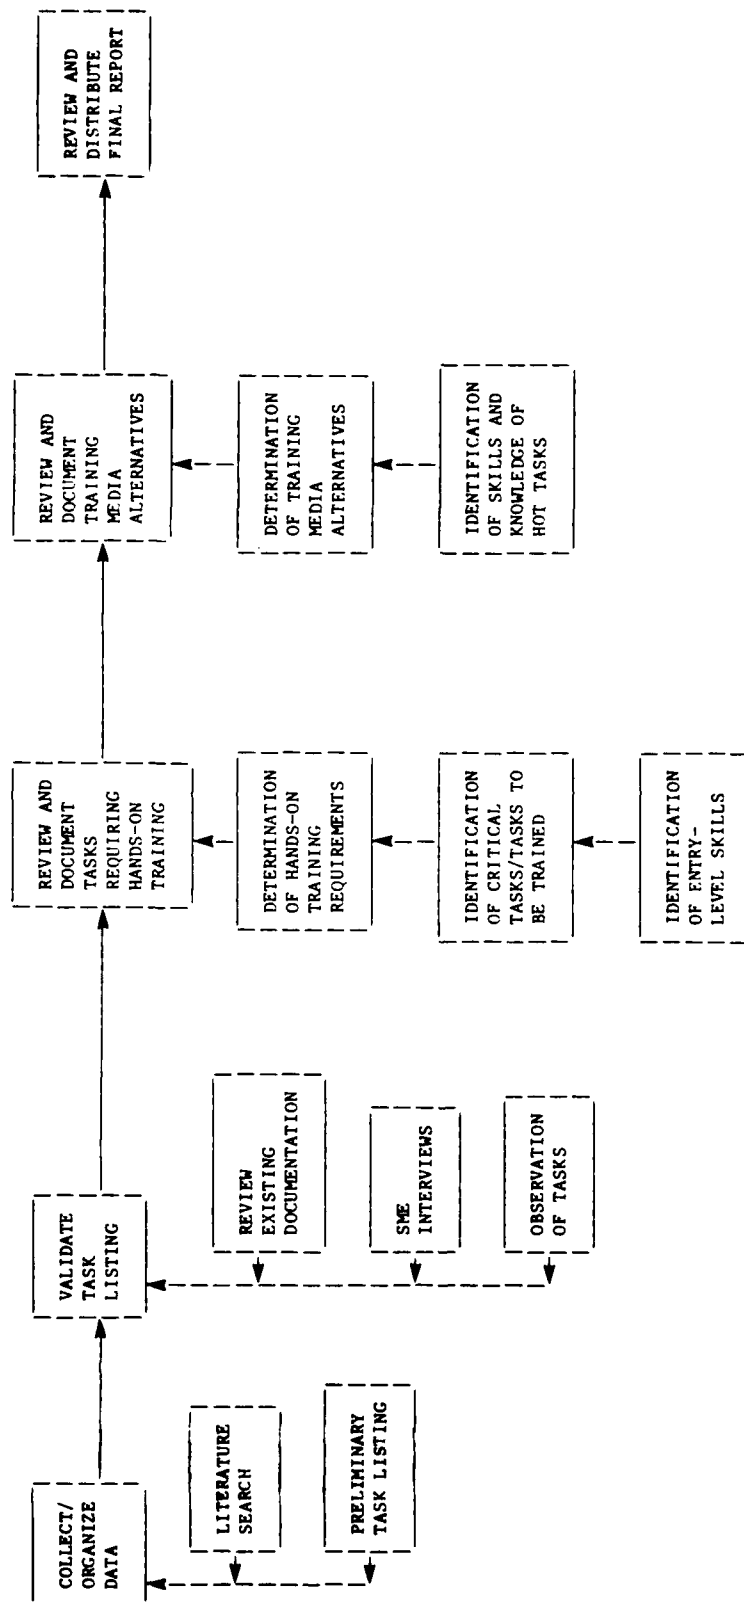 COLLECT/
ORGANIZE
DATA
LITERATURE
SEARCH
PRELIMINARY
TASK LISTING
VALIDATE
TASK
LISTING
REVIEW
EXISTING
DOCUMENTATION
SME
INTERVIEWS
OBSERVATION
OF TASKS
REVIEW AND
DOCUMENT
TASKS
REQUIRING
HANDS-ON
TRAINING
DETERMINATION
OF HANDS-ON
TRAINING
REQUIREMENTS
IDENTIFICATION
OF CRITICAL
TASKS/TASKS TO
BE TRAINED
IDENTIFICATION
OF ENTRY-
LEVEL SKILLS
REVIEW AND
DOCUMENT
TRAINING
MEDIA
ALTERNATIVES
DETERMINATION
OF TRAINING
MEDIA
ALTERNATIVES
IDENTIFICATION
OF SKILLS AND
KNOWLEDGE OF
HOT TASKS
REVIEW AND
DISTRIBUTE
FINAL REPORT